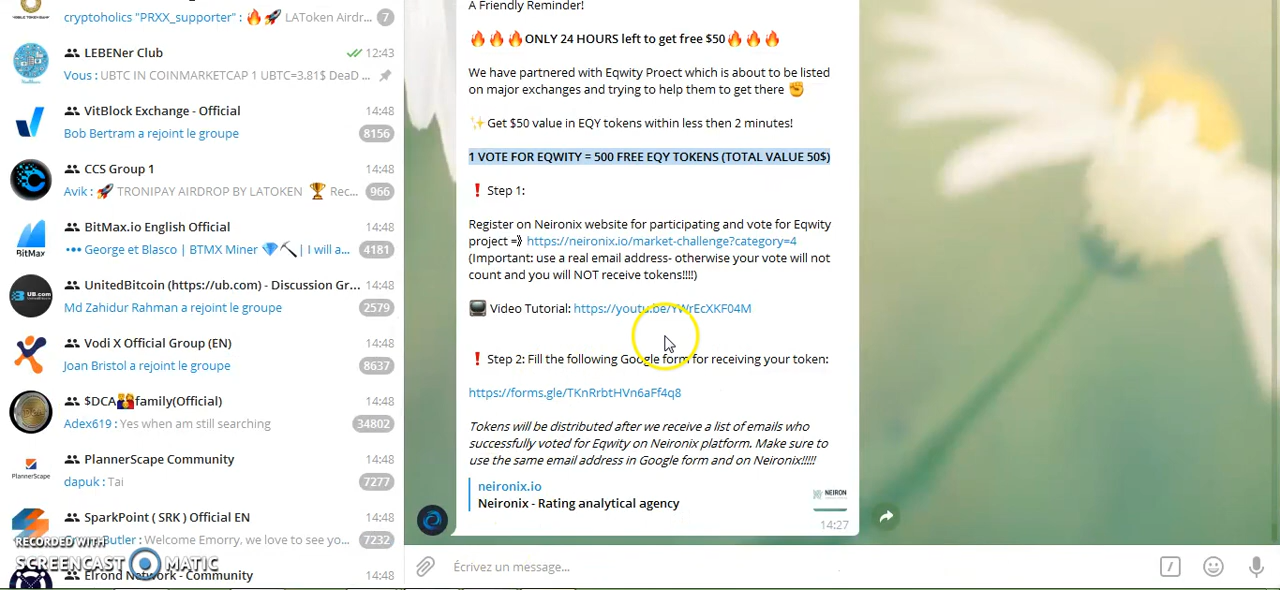 cryptoholics "PRXX_supporter" : 🔥🚀 LAToken Airdr... 7
LEBENer Club 12:43
Vous : UBTC IN COINMARKETCAP 1 UBTC=3.81$ DeaD ...
VitBlock Exchange - Official 14:48
Bob Bertram a rejoint le groupe 8156
CCS Group 1 14:48
Avik : 🚀 TRONIPAY AIRDROP BY LATOKEN 🏆 Rec... 966
BitMax.io English Official 14:48
BitMax
••• George et Blasco | BTMX Miner 💎⛏ | I will a... 4181
UnitedBitcoin (https://ub.com) - Discussion Gr... 14:48
UB.com
Md Zahidur Rahman a rejoint le groupe 2579
Vodi X Official Group (EN) 14:48
Joan Bristol a rejoint le groupe 8637
$DCA👫family(Official) 14:48
Adex619 : Yes when am still searching 34802
PlannerScape Community 14:48
dapuk : Tai 7277
SparkPoint ( SRK ) Official EN 14:48
Butler : Welcome Emorry, we love to see yo... 7232
Elrond Network - Community 14:48
RECORDED WITH
SCREENCAST MATIC
A Friendly Reminder!
🔥🔥🔥ONLY 24 HOURS left to get free $50🔥🔥🔥
We have partnered with Eqwity Proect which is about to be listed
on major exchanges and trying to help them to get there ✊
✨ Get $50 value in EQY tokens within less then 2 minutes!
1 VOTE FOR EQWITY = 500 FREE EQY TOKENS (TOTAL VALUE 50$)
❗ Step 1:
Register on Neironix website for participating and vote for Eqwity
project => https://neironix.io/market-challenge?category=4
(Important: use a real email address- otherwise your vote will not
count and you will NOT receive tokens!!!!)
📺 Video Tutorial: https://youtu.be/YWrEcXKF04M
❗ Step 2: Fill the following Google form for receiving your token:
https://forms.gle/TKnRrbtHVn6aFf4q8
Tokens will be distributed after we receive a list of emails who
successfully voted for Eqwity on Neironix platform. Make sure to
use the same email address in Google form and on Neironix!!!!!
neironix.io
Neironix - Rating analytical agency
NEIRON
14:27
Écrivez un message...